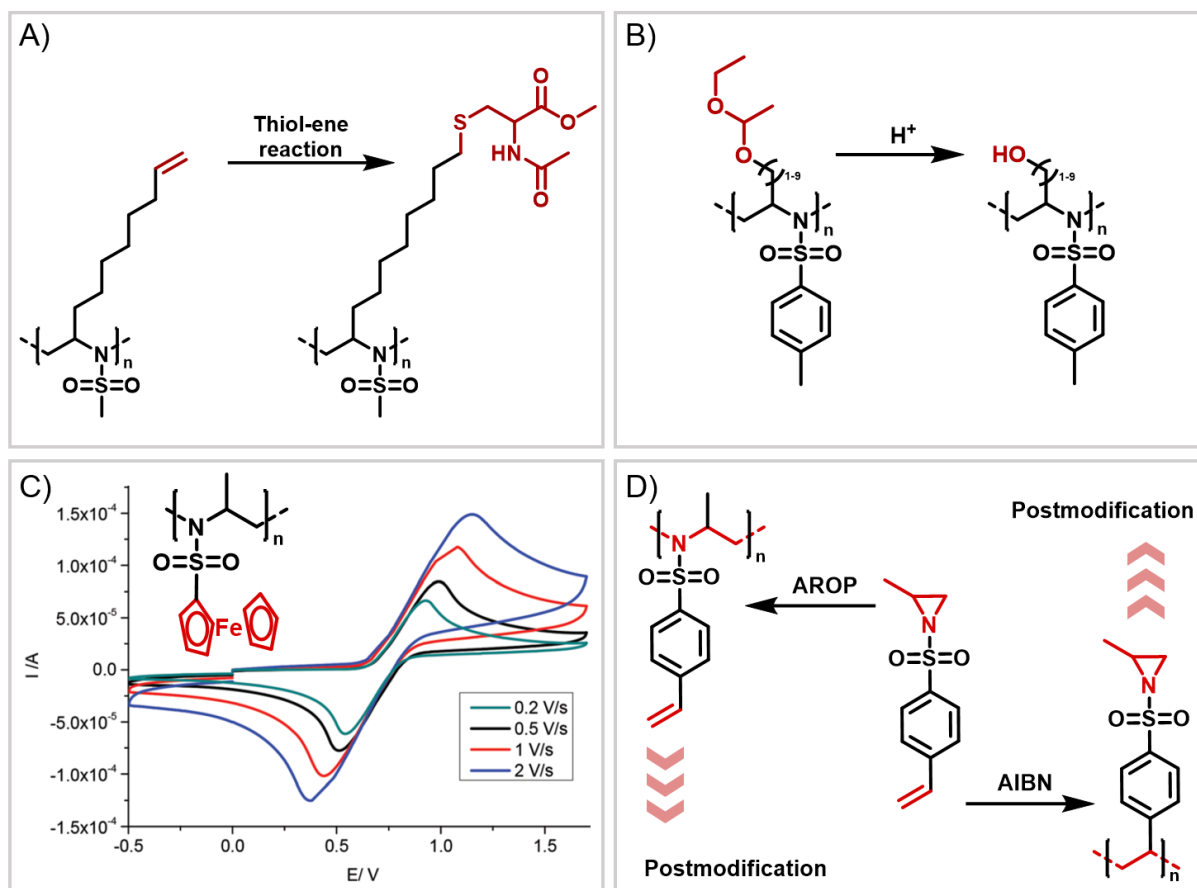 A)
Thiol-ene
reaction
S
O
O
HN
O
N
n
O=S=O
N
n
O=S=O
B)
O
O
1-9
N
n
O=S=O
H+
HO
1-9
N
n
O=S=O
C)
N
n
O=S=O
Fe
1.5x10-4
1.0x10-4
5.0x10-5
0.0
-5.0x10-5
-1.0x10-4
-1.5x10-4
I /A
-0.5
0.0
0.5
1.0
1.5
E/ V
0.2 V/s
0.5 V/s
1 V/s
2 V/s
D)
N
n
O=S=O
Postmodification
AROP
N
O=S=O
AIBN
Postmodification
N
O=S=O
n